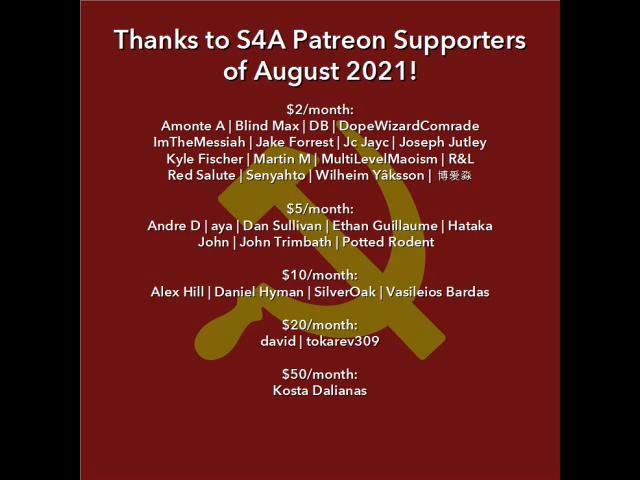 Thanks to S4A Patreon Supporters
of August 2021!
$2/month:
Amonte A | Blind Max | DB | DopeWizardComrade
ImTheMessiah | Jake Forrest | Jc Jayc | Joseph Jutley
Kyle Fischer | Martin M | MultiLevelMaoism | R&L
Red Salute | Senyahto | Wilheim Yâksson | 博爱淼
$5/month:
Andre D | aya | Dan Sullivan | Ethan Guillaume | Hataka
John | John Trimbath | Potted Rodent
$10/month:
Alex Hill | Daniel Hyman | SilverOak | Vasileios Bardas
$20/month:
david | tokarev309
$50/month:
Kosta Dalianas